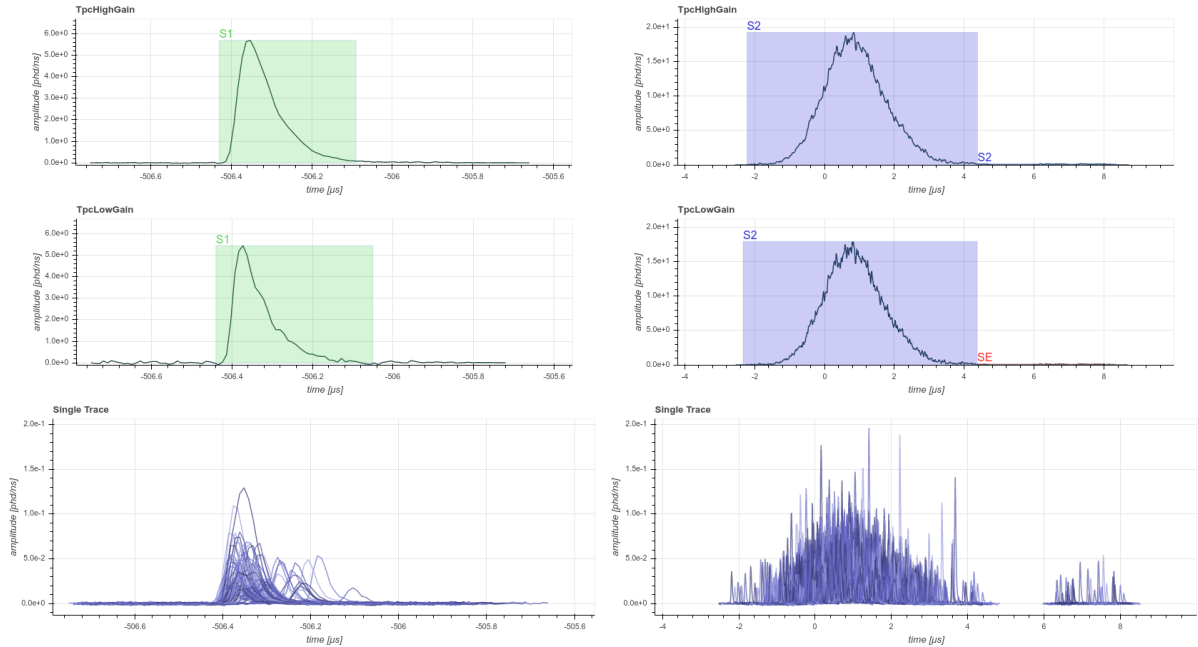 TpcHighGain
S1
amplitude [phd/ns]
6.0e+0
5.0e+0
4.0e+0
3.0e+0
2.0e+0
1.0e+0
0.0e+0
-506.6 -506.4 -506.2 -506 -505.8 -505.6
time [μs]
TpcHighGain
S2
amplitude [phd/ns]
2.0e+1
1.5e+1
1.0e+1
5.0e+0
0.0e+0
S2
-4 -2 0 2 4 6 8
time [μs]
TpcLowGain
S1
amplitude [phd/ns]
6.0e+0
5.0e+0
4.0e+0
3.0e+0
2.0e+0
1.0e+0
0.0e+0
-506.6 -506.4 -506.2 -506 -505.8 -505.6
time [μs]
TpcLowGain
S2
amplitude [phd/ns]
2.0e+1
1.5e+1
1.0e+1
5.0e+0
0.0e+0
SE
-4 -2 0 2 4 6 8
time [μs]
Single Trace
amplitude [phd/ns]
2.0e-1
1.5e-1
1.0e-1
5.0e-2
0.0e+0
-506.6 -506.4 -506.2 -506 -505.8 -505.6
time [μs]
Single Trace
amplitude [phd/ns]
2.0e-1
1.5e-1
1.0e-1
5.0e-2
0.0e+0
-4 -2 0 2 4 6 8
time [μs]